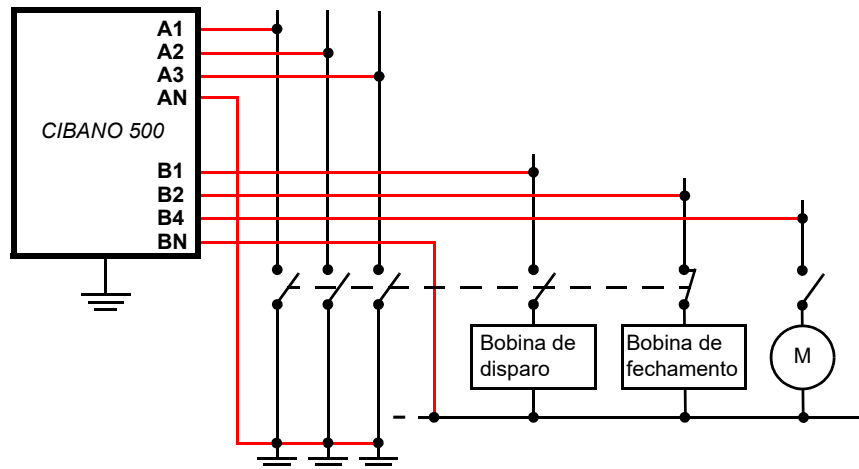 A1
A2
A3
AN
CIBANO 500
B1
B2
B4
BN
Bobina de
disparo
Bobina de
fechamento
M